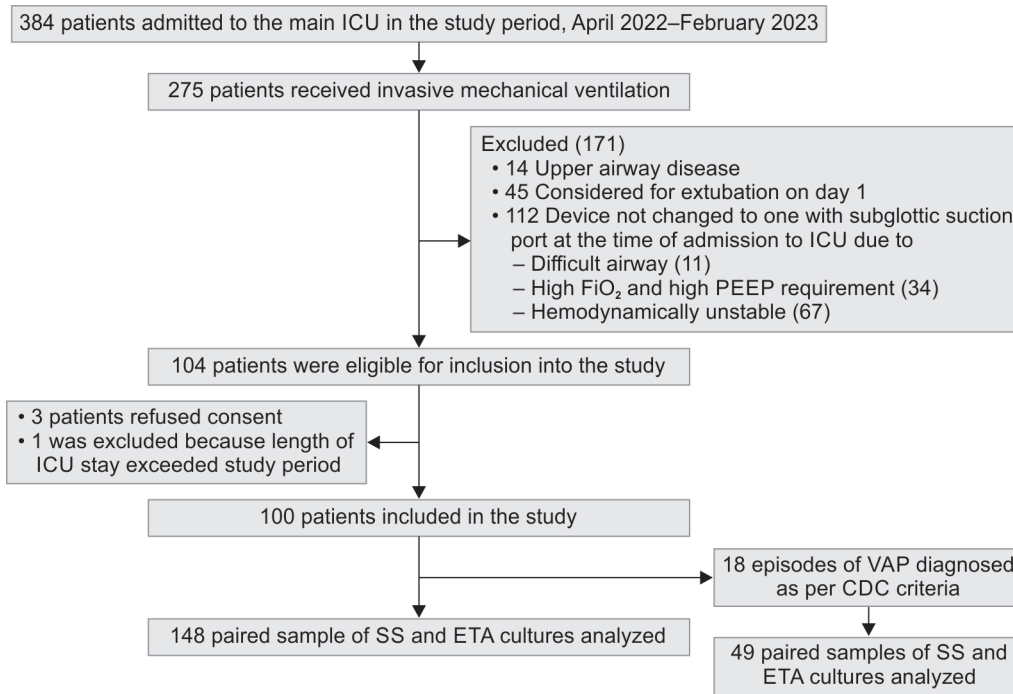 384 patients admitted to the main ICU in the study period, April 2022–February 2023
275 patients received invasive mechanical ventilation
Excluded (171)
• 14 Upper airway disease
• 45 Considered for extubation on day 1
• 112 Device not changed to one with subglottic suction
port at the time of admission to ICU due to
– Difficult airway (11)
– High FiO₂ and high PEEP requirement (34)
– Hemodynamically unstable (67)
104 patients were eligible for inclusion into the study
• 3 patients refused consent
• 1 was excluded because length of
ICU stay exceeded study period
100 patients included in the study
18 episodes of VAP diagnosed
as per CDC criteria
148 paired sample of SS and ETA cultures analyzed
49 paired samples of SS and
ETA cultures analyzed